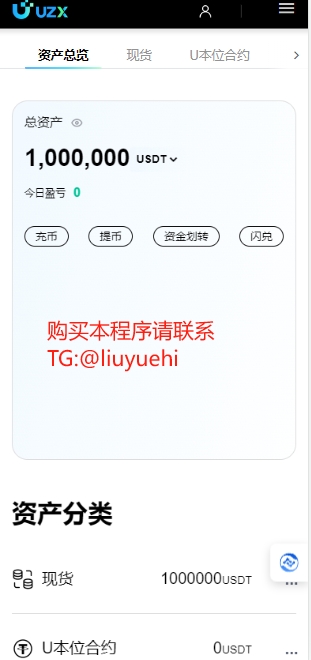 UZX
资产总览 现货 U本位合约
总资产
1,000,000 USDT
今日盈亏 0
充币 提币 资金划转 闪兑
购买本程序请联系
TG:@liuyuehi
资产分类
现货 1000000USDT ...
U本位合约 0USDT ...